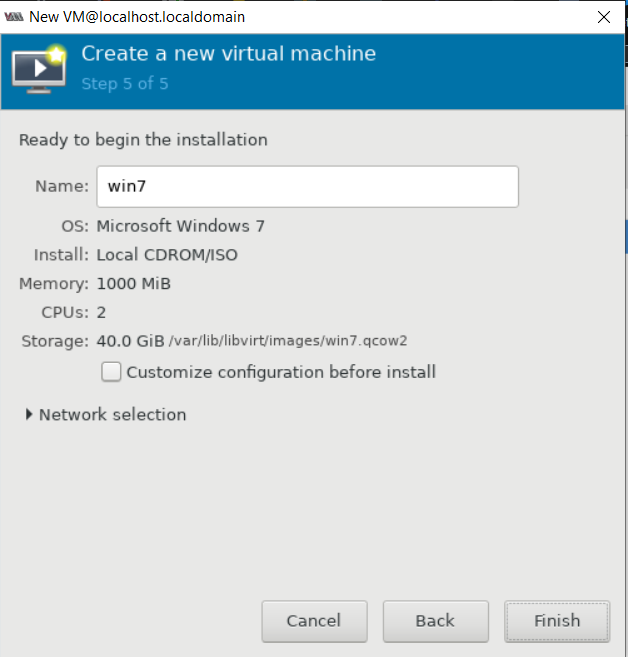 New VM@localhost.localdomain
Create a new virtual machine
Step 5 of 5
Ready to begin the installation
Name: win7
OS: Microsoft Windows 7
Install: Local CDROM/ISO
Memory: 1000 MiB
CPUs: 2
Storage: 40.0 GiB /var/lib/libvirt/images/win7.qcow2
Customize configuration before install
Network selection
Cancel Back Finish